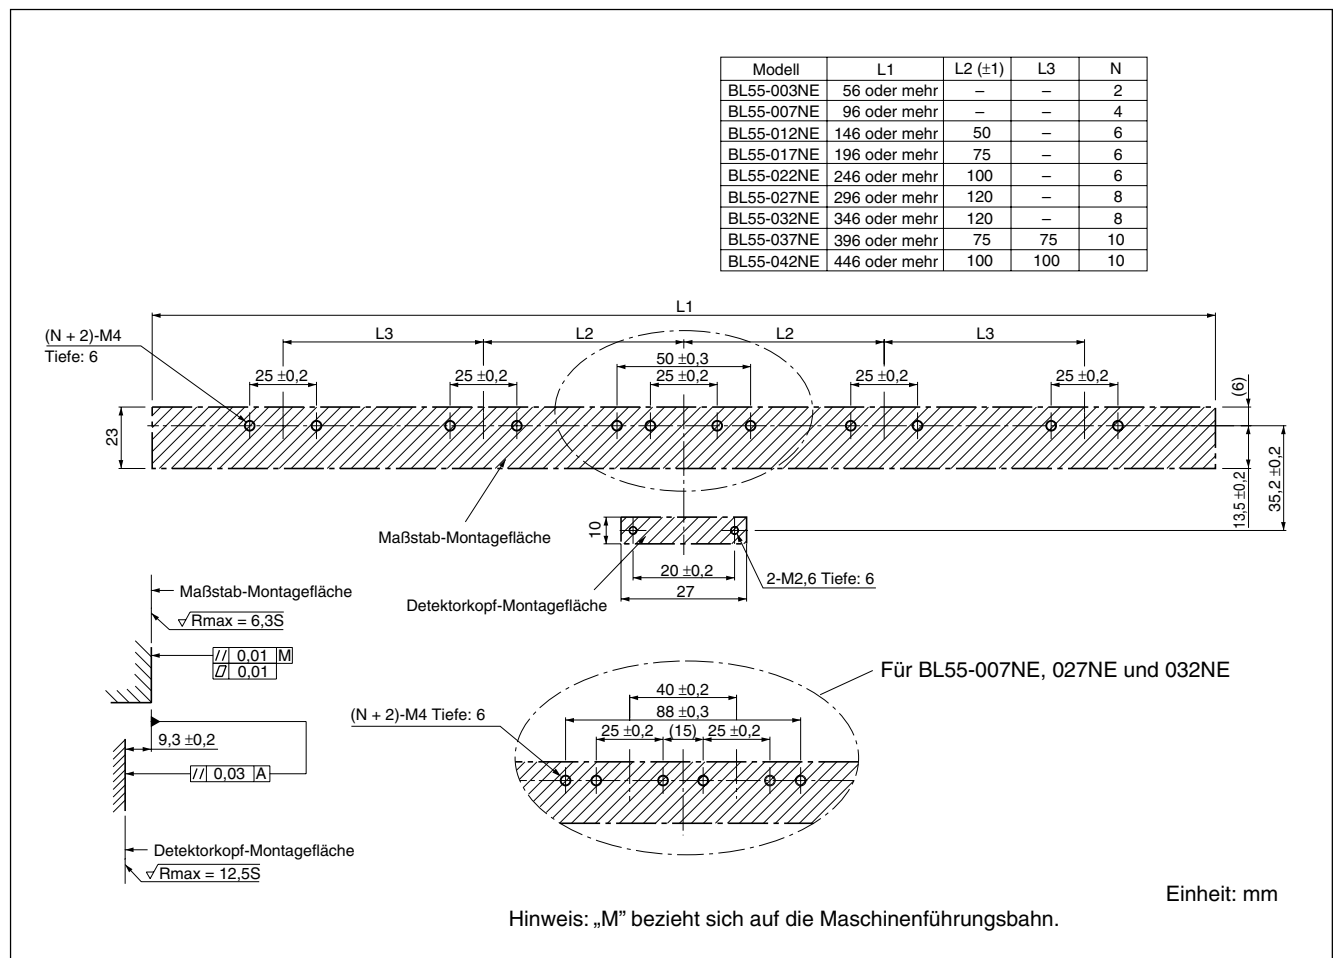 Modell L1 L2 (±1) L3 N
BL55-003NE 56 oder mehr – – 2
BL55-007NE 96 oder mehr – – 4
BL55-012NE 146 oder mehr 50 – 6
BL55-017NE 196 oder mehr 75 – 6
BL55-022NE 246 oder mehr 100 – 6
BL55-027NE 296 oder mehr 120 – 8
BL55-032NE 346 oder mehr 120 – 8
BL55-037NE 396 oder mehr 75 75 10
BL55-042NE 446 oder mehr 100 100 10
L1
(N + 2)-M4
Tiefe: 6
L3 L2 L2 L3
50 ±0,3
25 ±0,2 25 ±0,2 25 ±0,2 25 ±0,2 25 ±0,2
(6)
23
13,5 ±0,2
35,2 ±0,2
Maßstab-Montagefläche
10
20 ±0,2
27
2-M2,6 Tiefe: 6
Detektorkopf-Montagefläche
Maßstab-Montagefläche
Rmax = 6,3S
// 0,01 M
▱ 0,01
9,3 ±0,2
// 0,03 A
Detektorkopf-Montagefläche
Rmax = 12,5S
Für BL55-007NE, 027NE und 032NE
40 ±0,2
(N + 2)-M4 Tiefe: 6
88 ±0,3
25 ±0,2 (15) 25 ±0,2
Einheit: mm
Hinweis: „M” bezieht sich auf die Maschinenführungsbahn.